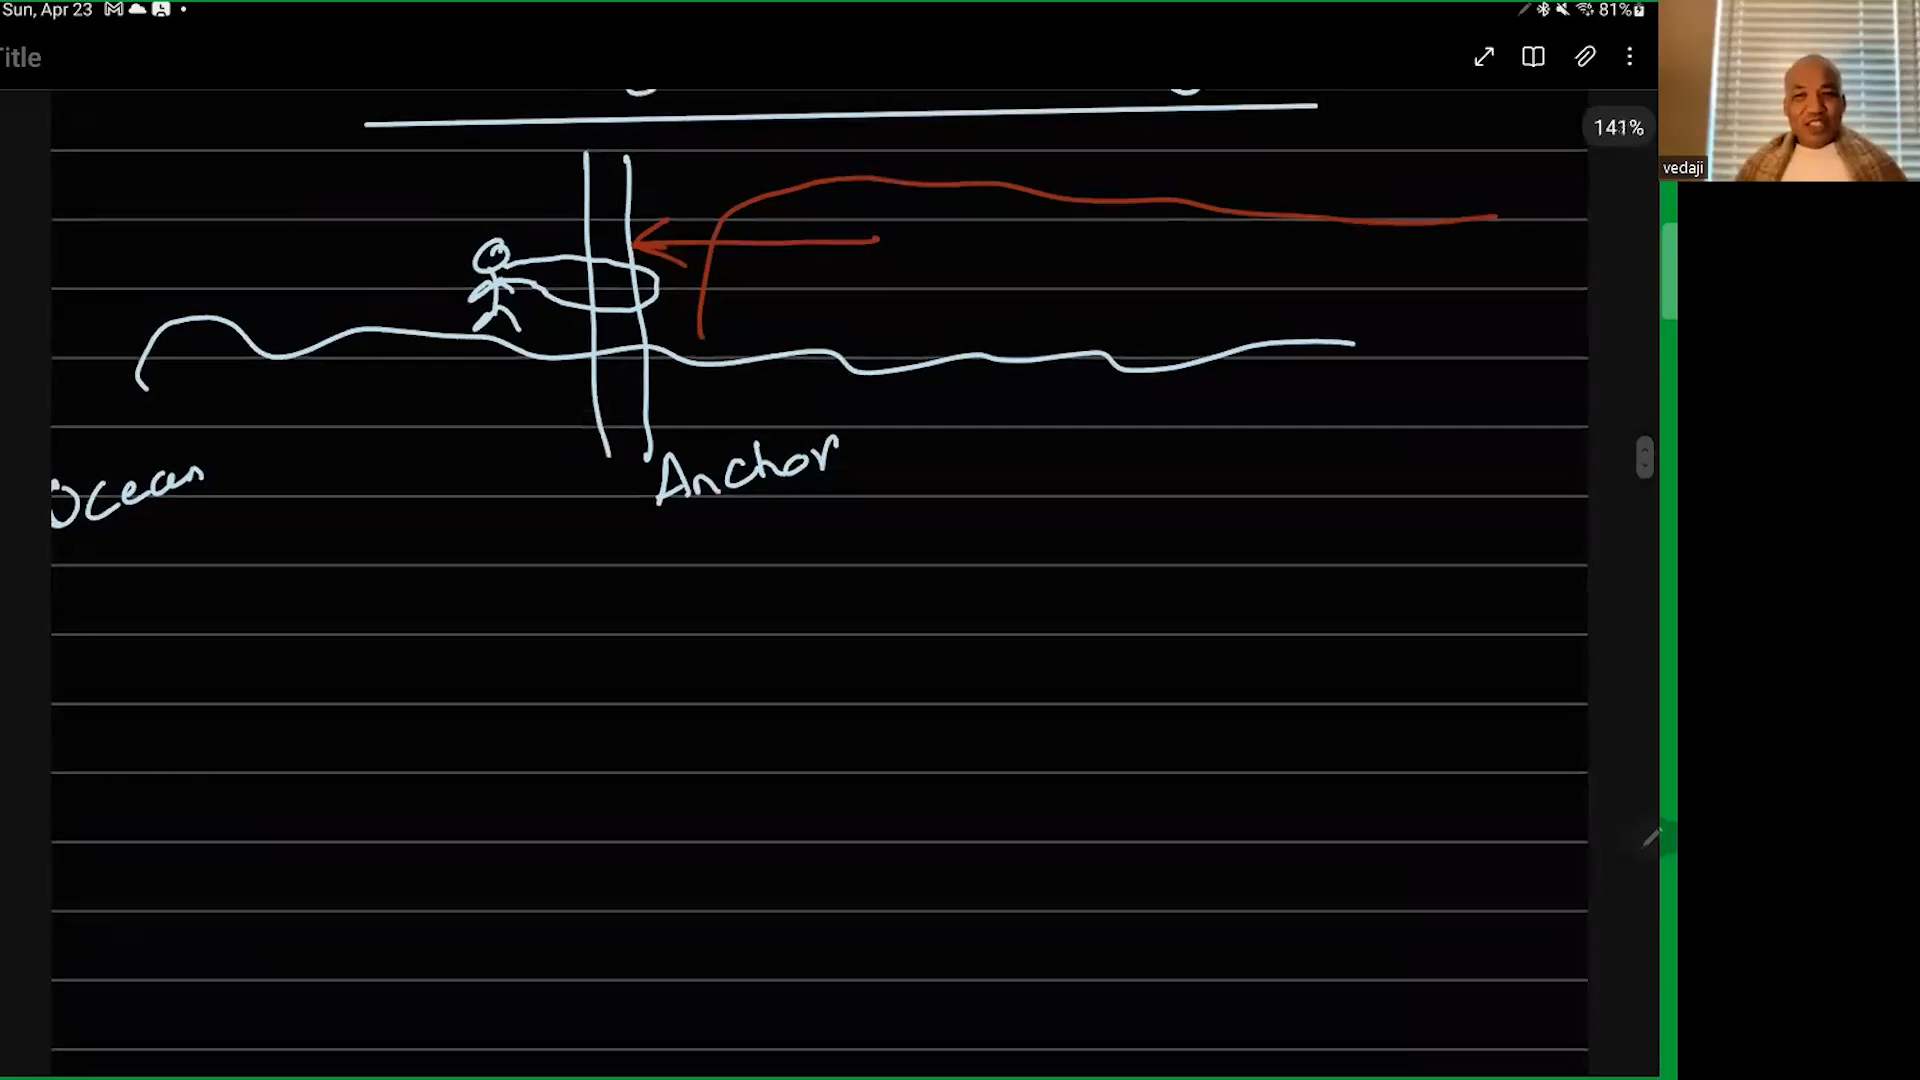 Sun, Apr 23
81%
Title
141%
vedaji
Ocean
Anchor